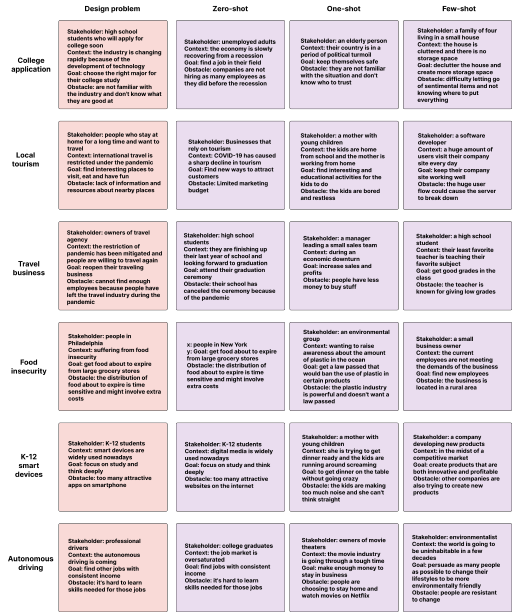 Design problem
Zero-shot
One-shot
Few-shot
College
application
Stakeholder: high school
students who will apply for
college soon
Context: the industry is changing
rapidly because of the
development of technology
Goal: choose the right major for
their college study
Obstacle: are not familiar with
the industry and don't know what
they are good at
Stakeholder: unemployed adults
Context: the economy is slowly
recovering from a recession
Goal: find a job in their field
Obstacle: companies are not
hiring as many employees as
they did before the recession
Stakeholder: an elderly person
Context: their country is in a
period of political turmoil
Goal: keep themselves safe
Obstacle: they are not familiar
with the situation and don't
know who to trust
Stakeholder: a family of four
living in a small house
Context: the house is
cluttered and there is no
storage space
Goal: declutter the house and
create more storage space
Obstacle: difficulty letting go
of sentimental items and not
knowing where to put
everything
Local
tourism
Stakeholder: people who stay at
home for a long time and want to
travel
Context: international travel is
restricted under the pandemic
Goal: find interesting places to
visit, eat and have fun
Obstacle: lack of information and
resources about nearby places
Stakeholder: Businesses that
rely on tourism
Context: COVID-19 has caused
a sharp decline in tourism
Goal: Find new ways to attract
customers
Obstacle: Limited marketing
budget
Stakeholder: a mother with
young children
Context: the kids are home
from school and the mother is
working from home
Goal: find interesting and
educational activities for the
kids to do
Obstacle: the kids are bored
and restless
Stakeholder: a software
developer
Context: a huge amount of
users visit their company
site every day
Goal: keep their company
site working well
Obstacle: the huge user
flow could cause the server
to break down
Travel
business
Stakeholder: owners of travel
agency
Context: the restriction of
pandemic has been mitigated and
people are willing to travel again
Goal: reopen their traveling
business
Obstacle: cannot find enough
employees because people have
left the travel industry during the
pandemic
Stakeholder: high school
students
Context: they are finishing up
their last year of school and
looking forward to graduation
Goal: attend their graduation
ceremony
Obstacle: their school has
canceled the ceremony because
of the pandemic
Stakeholder: a manager
leading a small sales team
Context: during an
economic downturn
Goal: increase sales and
profits
Obstacle: people have less
money to buy stuff
Stakeholder: a high school
student
Context: their least favorite
teacher is teaching their
favorite subject
Goal: get good grades in the
class
Obstacle: the teacher is
known for giving low grades
Food
insecurity
Stakeholder: people in
Philadelphia
Context: suffering from food
insecurity
Goal: get food about to expire
from large grocery stores
Obstacle: the distribution of
food about to expire is time
sensitive and might involve extra
costs
x: people in New York
y: Goal: get food about to expire
from large grocery stores
Obstacle: the distribution of
food about to expire is time
sensitive and might involve
extra costs
Stakeholder: an environmental
group
Context: wanting to raise
awareness about the amount
of plastic in the ocean
Goal: get a law passed that
would ban the use of plastic in
certain products
Obstacle: the plastic industry
is powerful and doesn't want a
law passed
Stakeholder: a small
business owner
Context: the current
employees are not meeting
the demands of the business
Goal: find new employees
Obstacle: the business is
located in a rural area
K-12
smart
devices
Stakeholder: K-12 students
Context: smart devices are
widely used nowadays
Goal: focus on study and
think deeply
Obstacle: too many attractive
apps on smartphone
Stakeholder: K-12 students
Context: digital media is widely
used nowadays
Goal: focus on study and think
deeply
Obstacle: too many attractive
websites on the internet
Stakeholder: a mother with
young children
Context: she is trying to get
dinner ready and the kids are
running around screaming
Goal: get dinner on the table
without going crazy
Obstacle: the kids are making
too much noise and she can't
think straight
Stakeholder: a company
developing new products
Context: in the midst of a
competitive market
Goal: create products that are
both innovative and profitable
Obstacle: other companies are
also trying to create new
products
Autonomous
driving
Stakeholder: professional
drivers
Context: the autonomous
driving is coming
Goal: find other jobs with
consistent income
Obstacle: it's hard to learn
skills needed for those jobs
Stakeholder: college graduates
Context: the job market is
oversaturated
Goal: find jobs with consistent
income
Obstacle: it's hard to learn
skills needed for those jobs
Stakeholder: owners of movie
theaters
Context: the movie industry
is going through a tough time
Goal: make enough money to
stay in business
Obstacle: people are
choosing to stay home and
watch movies on Netflix
Stakeholder: environmentalist
Context: the world is going to
be uninhabitable in a few
decades
Goal: persuade as many people
as possible to change their
lifestyles to be more
environmentally friendly
Obstacle: people are resistant
to change